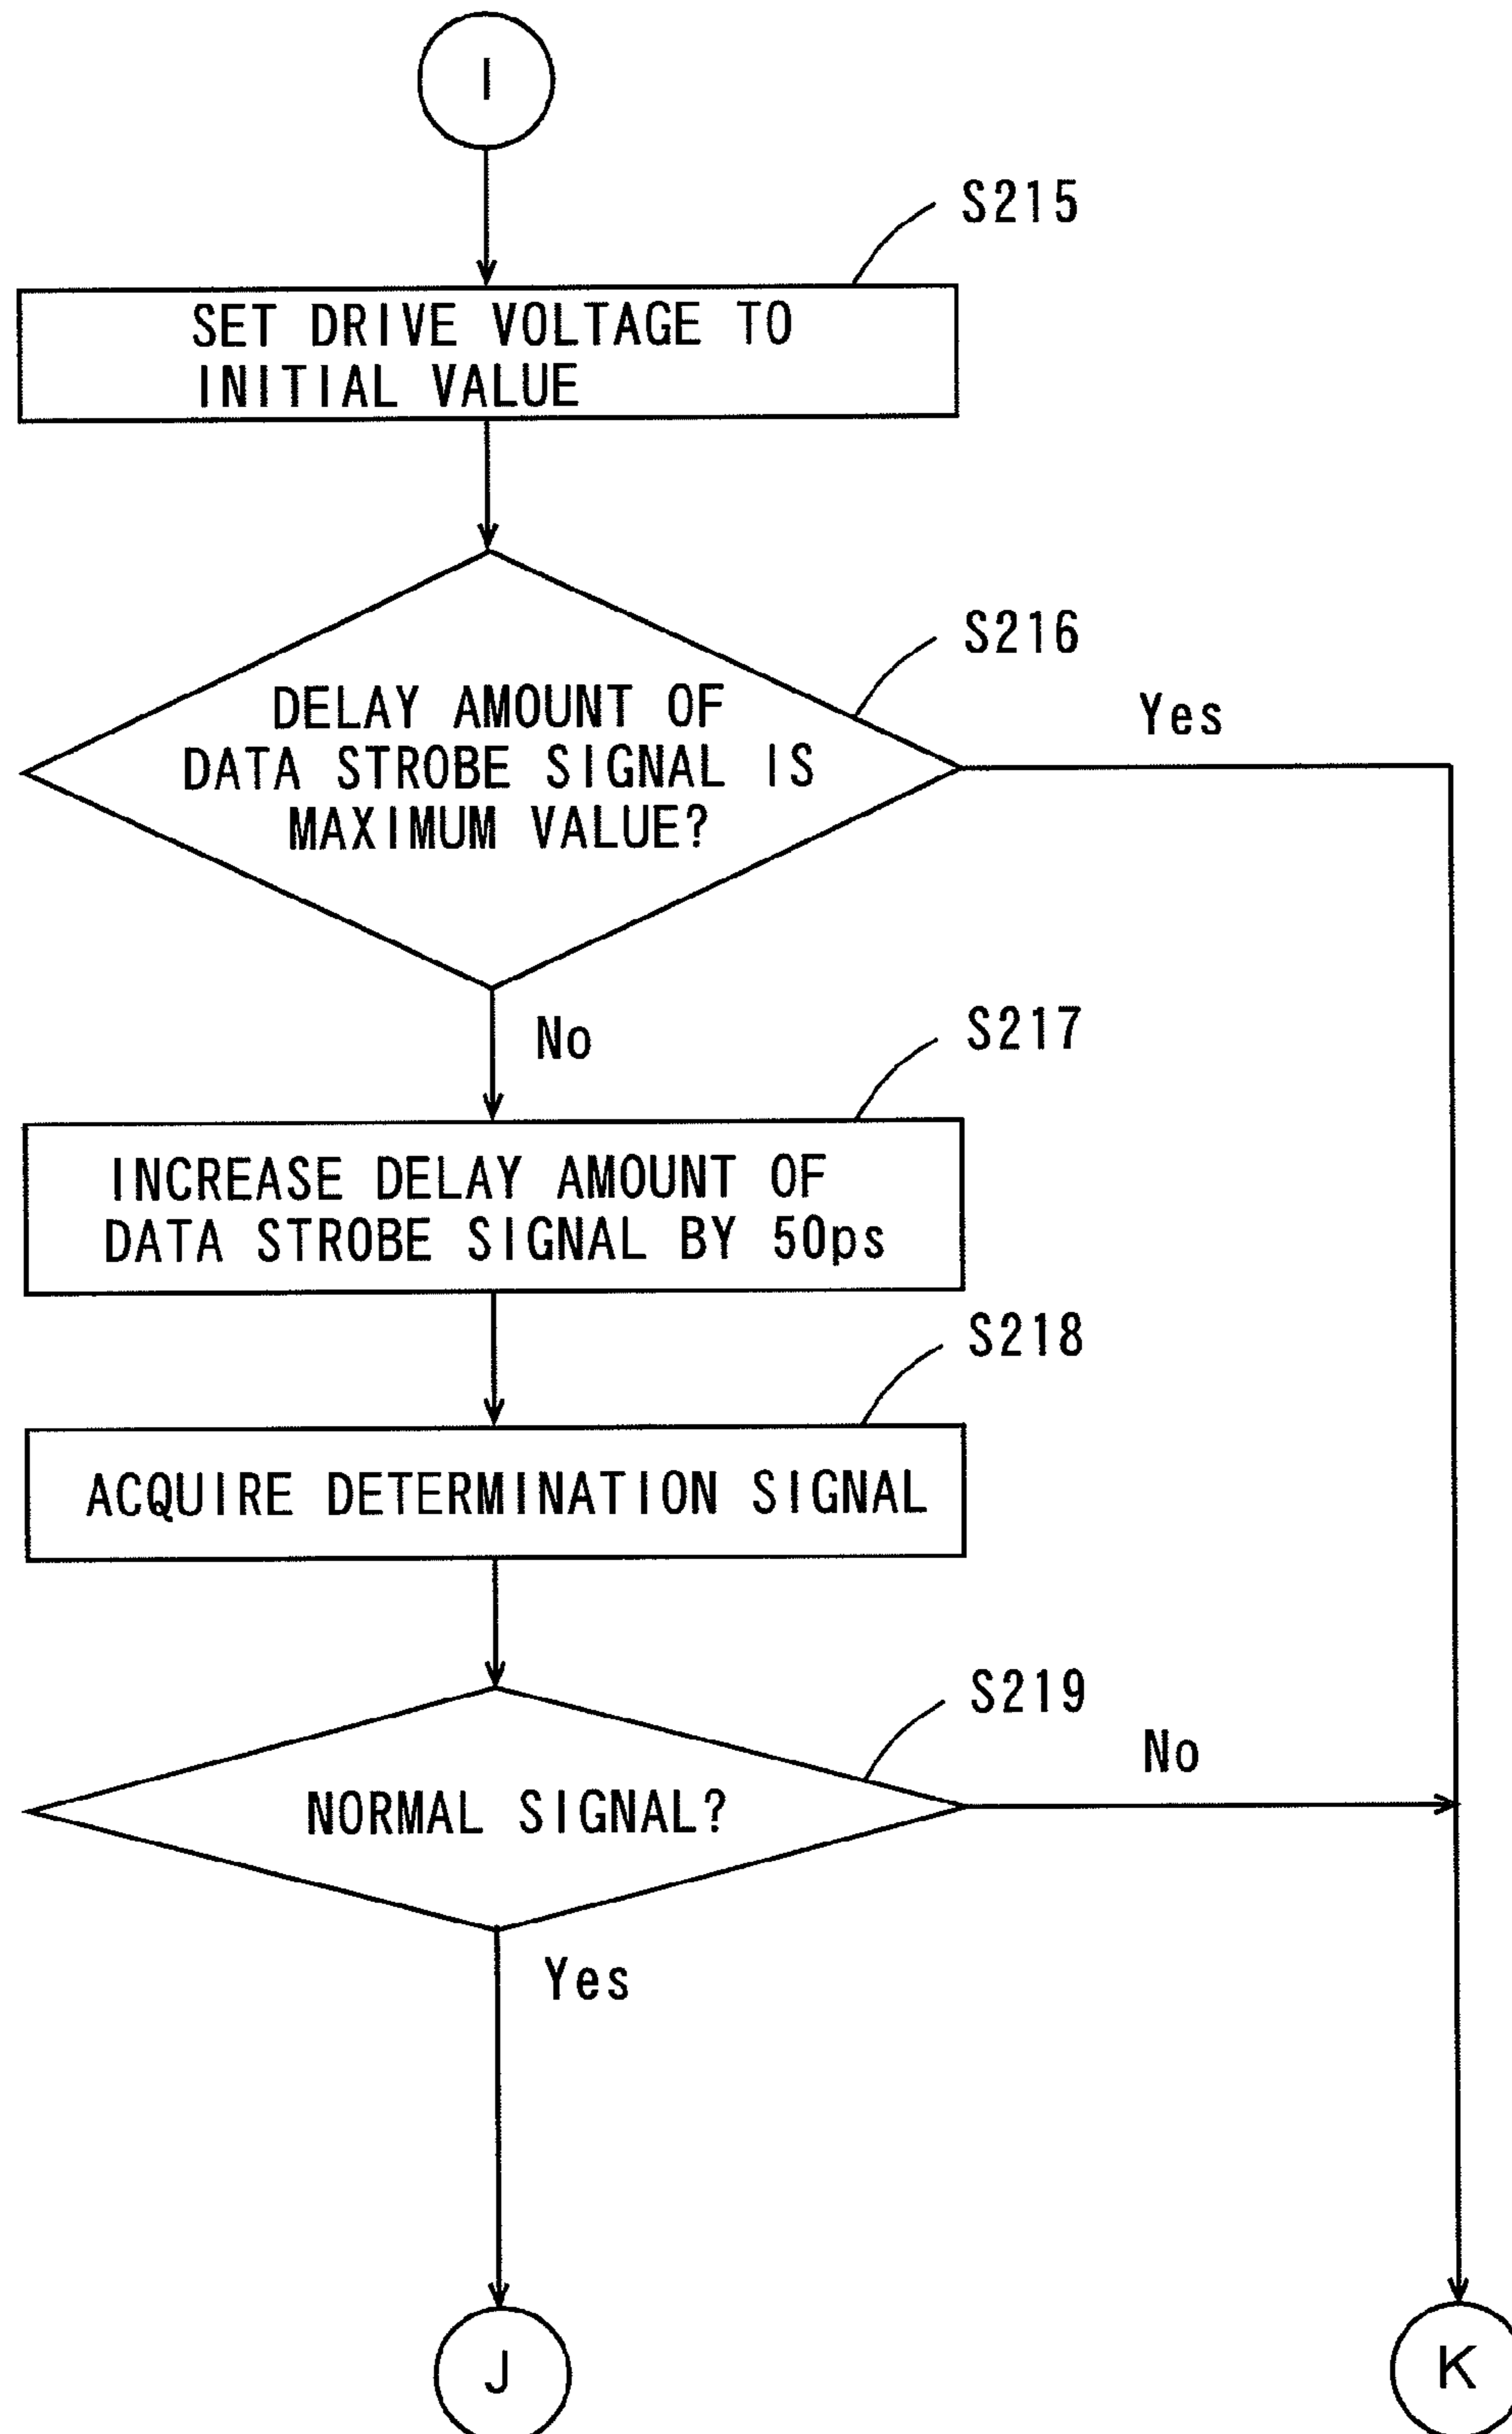 I
S215
SET DRIVE VOLTAGE TO
INITIAL VALUE
S216
DELAY AMOUNT OF
DATA STROBE SIGNAL IS
MAXIMUM VALUE?
Yes
No
S217
INCREASE DELAY AMOUNT OF
DATA STROBE SIGNAL BY 50ps
S218
ACQUIRE DETERMINATION SIGNAL
S219
NORMAL SIGNAL?
No
Yes
J
K